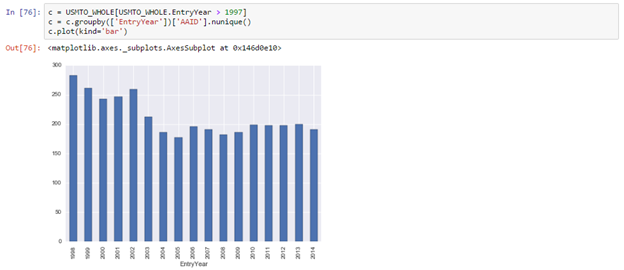 In [76]: c = USMTO_WHOLE[USMTO_WHOLE.EntryYear > 1997]
c = c.groupby(['EntryYear'])['AAID'].nunique()
c.plot(kind='bar')
Out[76]: <matplotlib.axes._subplots.AxesSubplot at 0x146d0e10>
300
250
200
150
100
50
0
1998 1999 2000 2001 2002 2003 2004 2005 2006 2007 2008 2009 2010 2011 2012 2013 2014
EntryYear